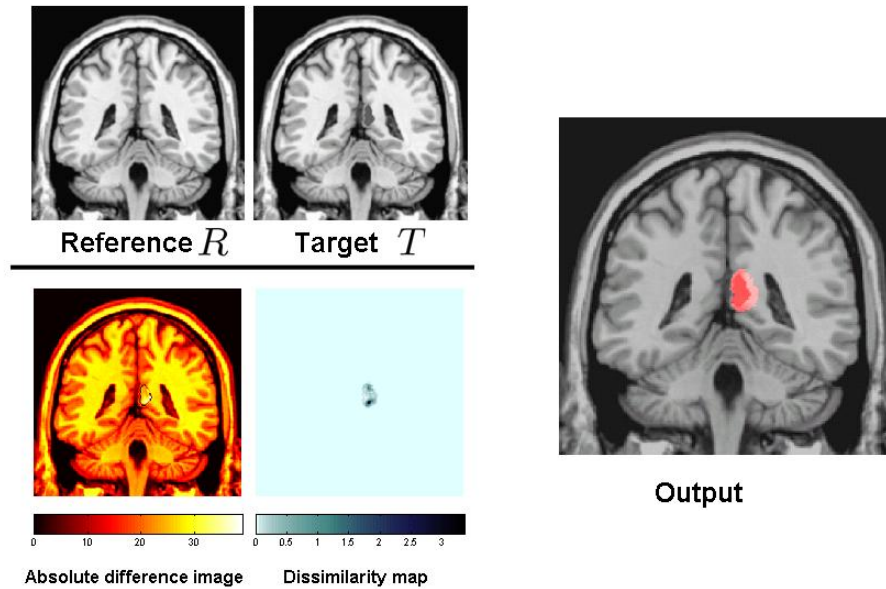 Reference R
Target T
0 10 20 30
0 0.5 1 1.5 2 2.5 3
Absolute difference image
Dissimilarity map
Output